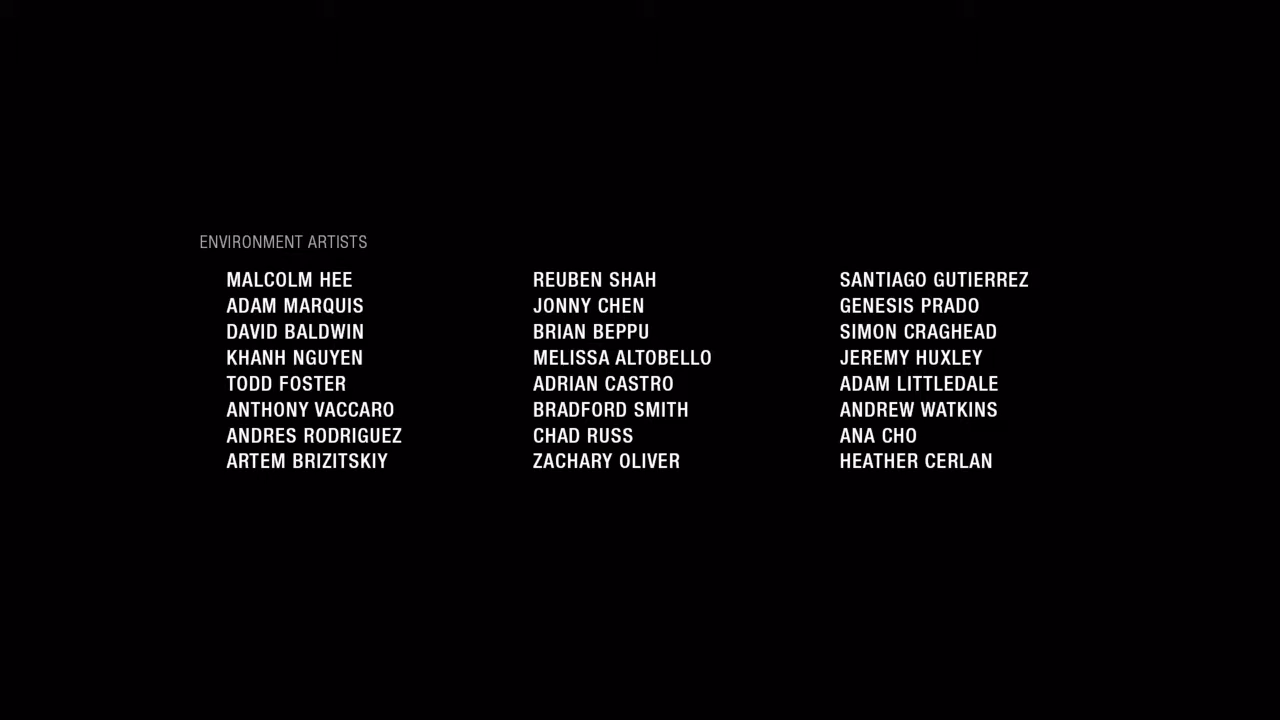 ENVIRONMENT ARTISTS
MALCOLM HEE
ADAM MARQUIS
DAVID BALDWIN
KHANH NGUYEN
TODD FOSTER
ANTHONY VACCARO
ANDRES RODRIGUEZ
ARTEM BRIZITSKIY
REUBEN SHAH
JONNY CHEN
BRIAN BEPPU
MELISSA ALTOBELLO
ADRIAN CASTRO
BRADFORD SMITH
CHAD RUSS
ZACHARY OLIVER
SANTIAGO GUTIERREZ
GENESIS PRADO
SIMON CRAGHEAD
JEREMY HUXLEY
ADAM LITTLEDALE
ANDREW WATKINS
ANA CHO
HEATHER CERLAN